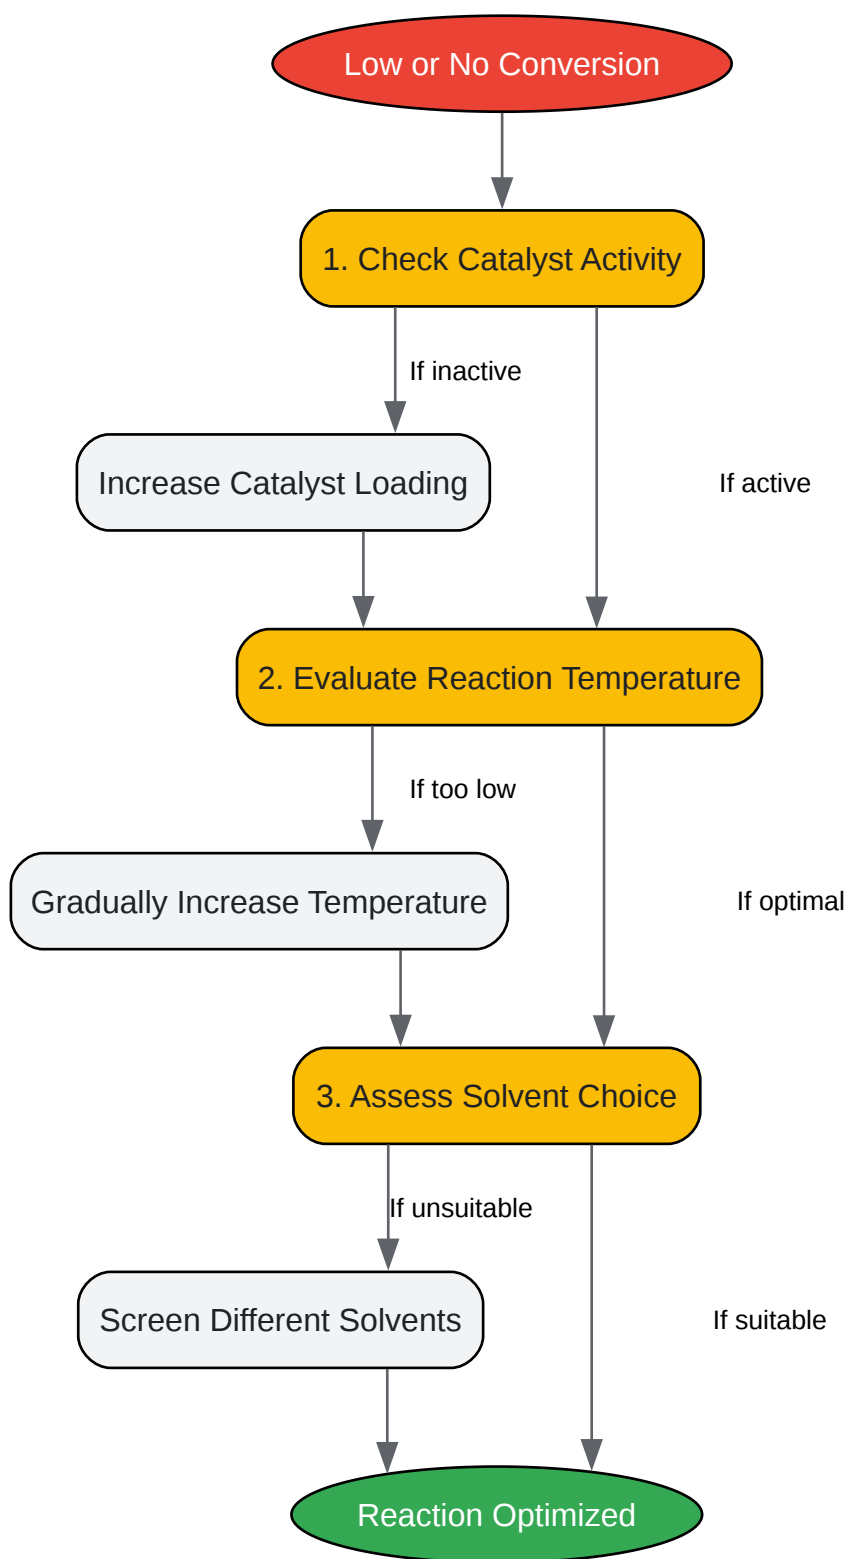 Low or No Conversion
1. Check Catalyst Activity
If inactive
Increase Catalyst Loading
If active
2. Evaluate Reaction Temperature
If too low
Gradually Increase Temperature
If optimal
3. Assess Solvent Choice
If unsuitable
Screen Different Solvents
If suitable
Reaction Optimized